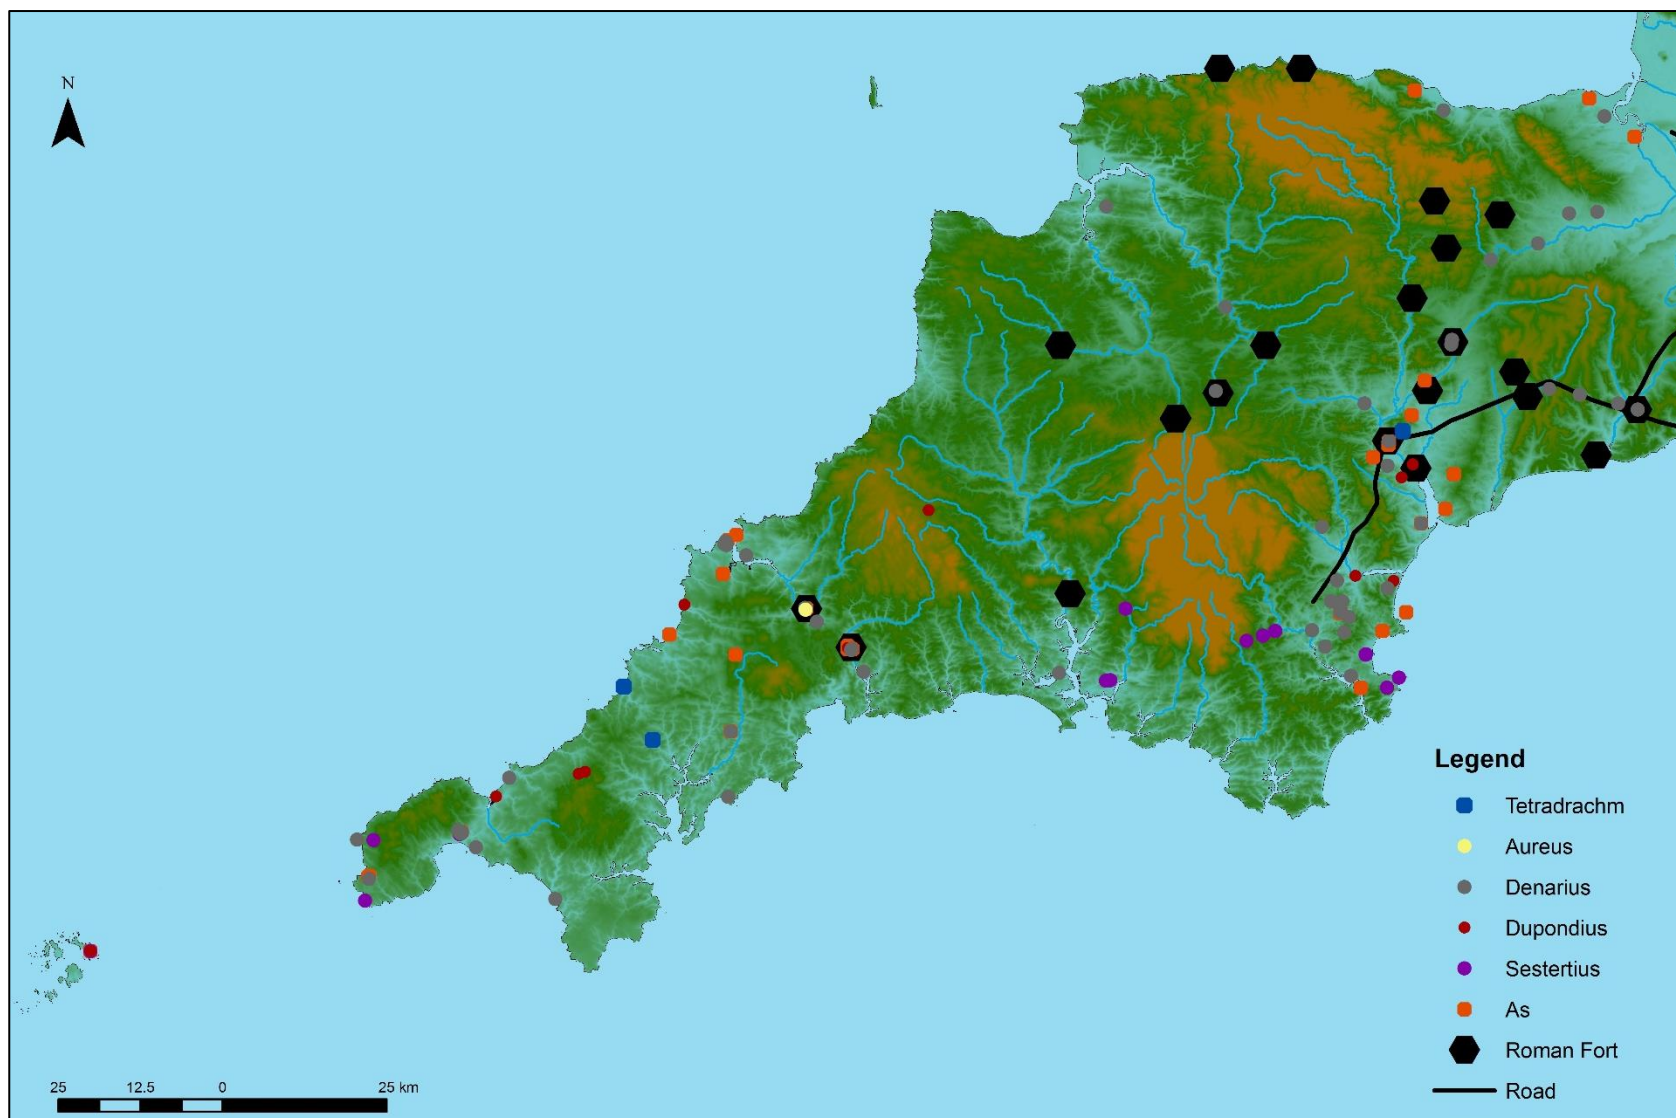 N
Legend
Tetradrachm
Aureus
Denarius
Dupondius
Sestertius
As
Roman Fort
Road
25 12.5 0 25 km